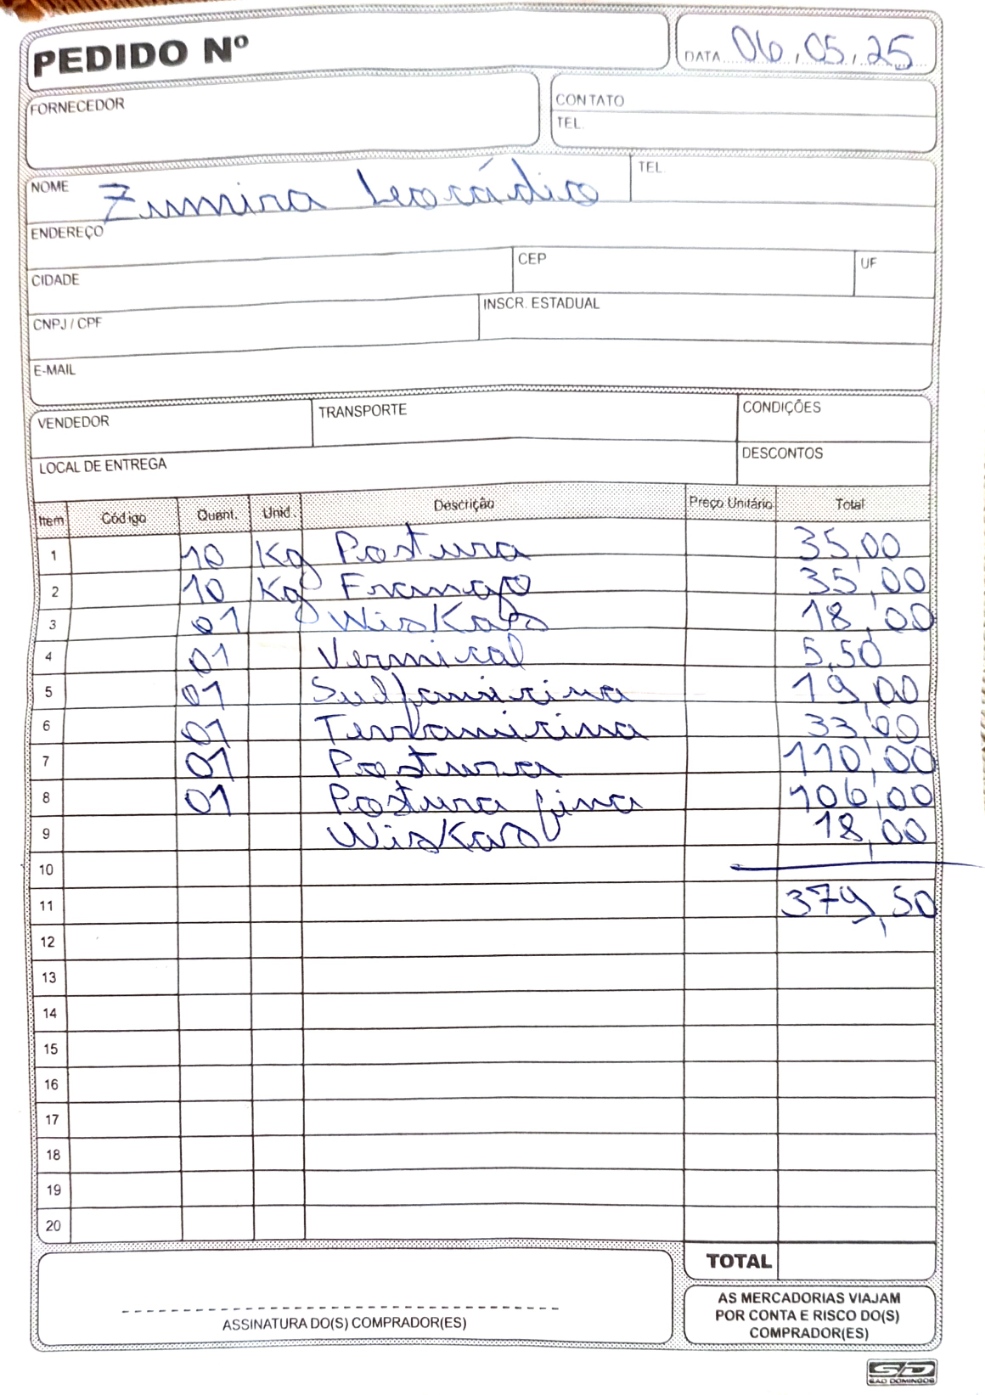 PEDIDO Nº
DATA 06,05,25
FORNECEDOR
CONTATO
TEL.
NOME Zumira Leocádio
TEL.
ENDEREÇO
CIDADE
CEP
UF
CNPJ / CPF
INSCR. ESTADUAL
E-MAIL
VENDEDOR
TRANSPORTE
CONDIÇÕES
LOCAL DE ENTREGA
DESCONTOS
Item Código Quant. Unid. Descrição Preço Unitário Total
1 10 Kg Postura 35,00
2 10 Kg Frango 35,00
3 01 Wiskas 18,00
4 01 Vermical 5,50
5 01 Sulfamicina 19,00
6 01 Terramicina 33,00
7 01 Postura 110,00
8 01 Postura fina 106,00
9 Wiskas 18,00
10
11 379,50
12
13
14
15
16
17
18
19
20
TOTAL
ASSINATURA DO(S) COMPRADOR(ES)
AS MERCADORIAS VIAJAM
POR CONTA E RISCO DO(S)
COMPRADOR(ES)
SD
SÃO DOMINGOS